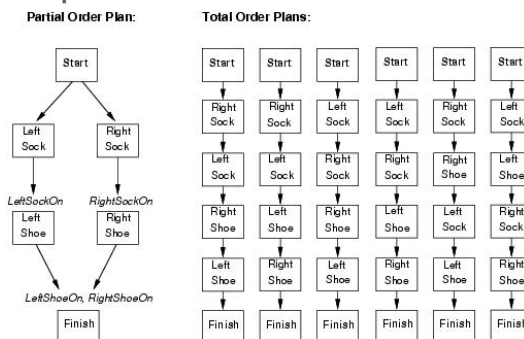 Partial Order Plan:
Start
Left Right
Sock Sock
LeftSockOn RightSockOn
Left Right
Shoe Shoe
LeftShoeOn, RightShoeOn
Finish
Total Order Plans:
Start Start Start Start Start Start
Right Right Left Left Right Left
Sock Sock Sock Sock Sock Sock
Left Left Right Right Right Left
Sock Sock Sock Sock Shoe Shoe
Right Left Right Left Left Right
Shoe Shoe Shoe Shoe Sock Sock
Left Right Left Right Left Right
Shoe Shoe Shoe Shoe Shoe Shoe
Finish Finish Finish Finish Finish Finish